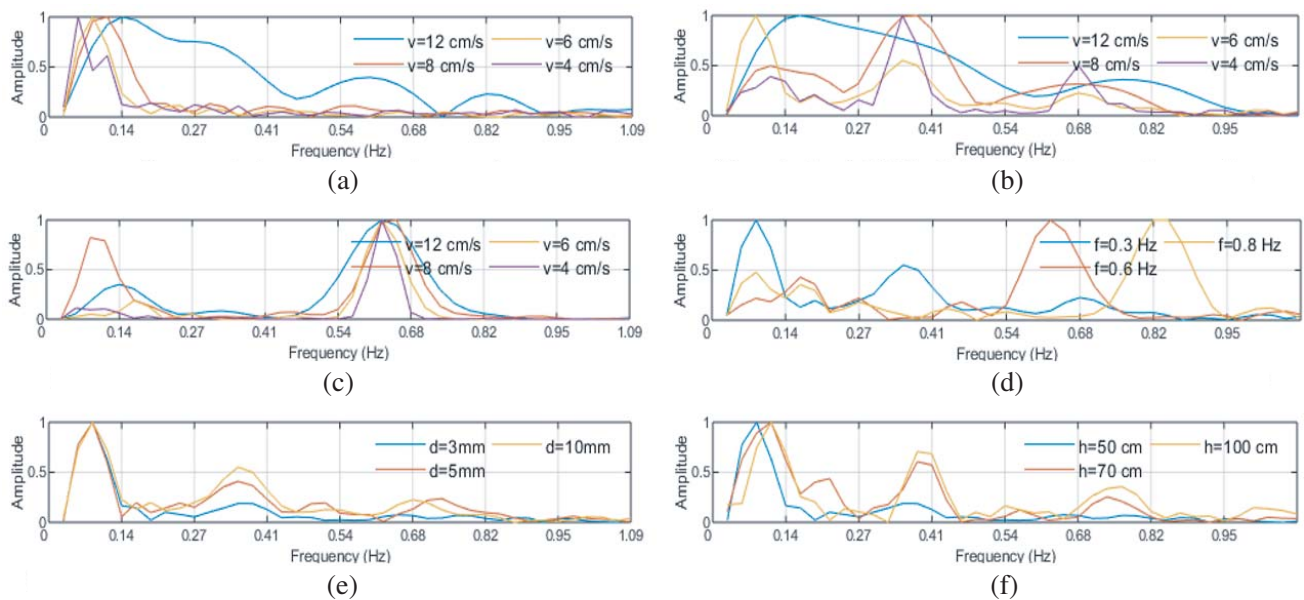 Amplitude
1
0.5
0
v=12 cm/s
v=6 cm/s
v=8 cm/s
v=4 cm/s
0 0.14 0.27 0.41 0.54 0.68 0.82 0.95 1.09
Frequency (Hz)
(a)
Amplitude
1
0.5
0
v=12 cm/s
v=6 cm/s
v=8 cm/s
v=4 cm/s
0 0.14 0.27 0.41 0.54 0.68 0.82 0.95
Frequency (Hz)
(b)
Amplitude
1
0.5
0
v=12 cm/s
v=6 cm/s
v=8 cm/s
v=4 cm/s
0 0.14 0.27 0.41 0.54 0.68 0.82 0.95 1.09
Frequency (Hz)
(c)
Amplitude
1
0.5
0
f=0.3 Hz
f=0.8 Hz
f=0.6 Hz
0 0.14 0.27 0.41 0.54 0.68 0.82 0.95
Frequency (Hz)
(d)
Amplitude
1
0.5
0
d=3mm
d=10mm
d=5mm
0 0.14 0.27 0.41 0.54 0.68 0.82 0.95 1.09
Frequency (Hz)
(e)
Amplitude
1
0.5
0
h=50 cm
h=100 cm
h=70 cm
0 0.14 0.27 0.41 0.54 0.68 0.82 0.95
Frequency (Hz)
(f)